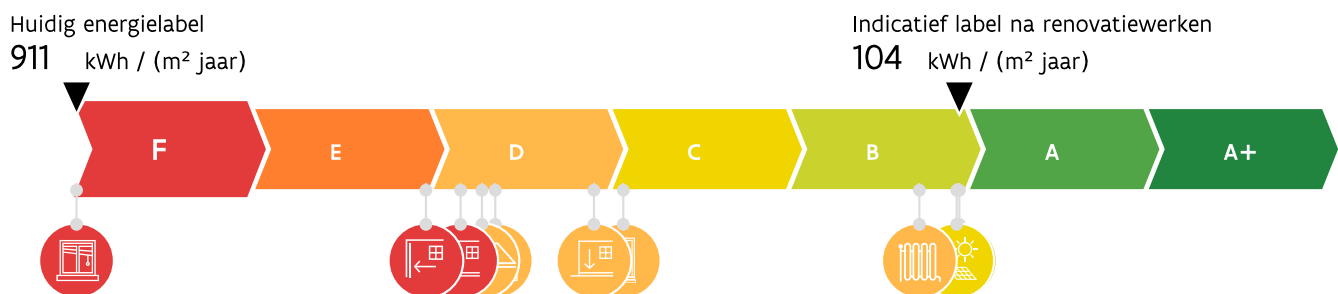 Huidig energielabel
911 kWh / (m² jaar)
Indicatief label na renovatiewerken
104 kWh / (m² jaar)
F E D C B A A+